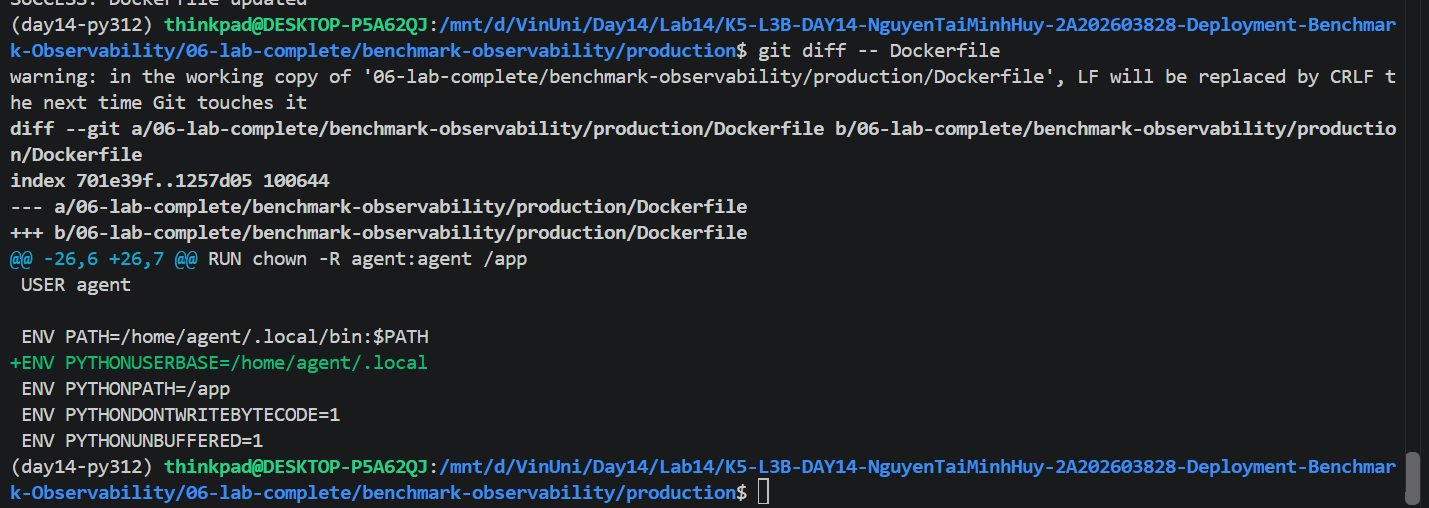 SUCCESS: Dockerfile updated
(day14-py312) thinkpad@DESKTOP-P5A62QJ:/mnt/d/VinUni/Day14/Lab14/K5-L3B-DAY14-NguyenTaiMinhHuy-2A202603828-Deployment-Benchmar
k-Observability/06-lab-complete/benchmark-observability/production$ git diff -- Dockerfile
warning: in the working copy of '06-lab-complete/benchmark-observability/production/Dockerfile', LF will be replaced by CRLF t
he next time Git touches it
diff --git a/06-lab-complete/benchmark-observability/production/Dockerfile b/06-lab-complete/benchmark-observability/productio
n/Dockerfile
index 701e39f..1257d05 100644
--- a/06-lab-complete/benchmark-observability/production/Dockerfile
+++ b/06-lab-complete/benchmark-observability/production/Dockerfile
@@ -26,6 +26,7 @@ RUN chown -R agent:agent /app
 USER agent
 ENV PATH=/home/agent/.local/bin:$PATH
+ENV PYTHONUSERBASE=/home/agent/.local
 ENV PYTHONPATH=/app
 ENV PYTHONDONTWRITEBYTECODE=1
 ENV PYTHONUNBUFFERED=1
(day14-py312) thinkpad@DESKTOP-P5A62QJ:/mnt/d/VinUni/Day14/Lab14/K5-L3B-DAY14-NguyenTaiMinhHuy-2A202603828-Deployment-Benchmar
k-Observability/06-lab-complete/benchmark-observability/production$